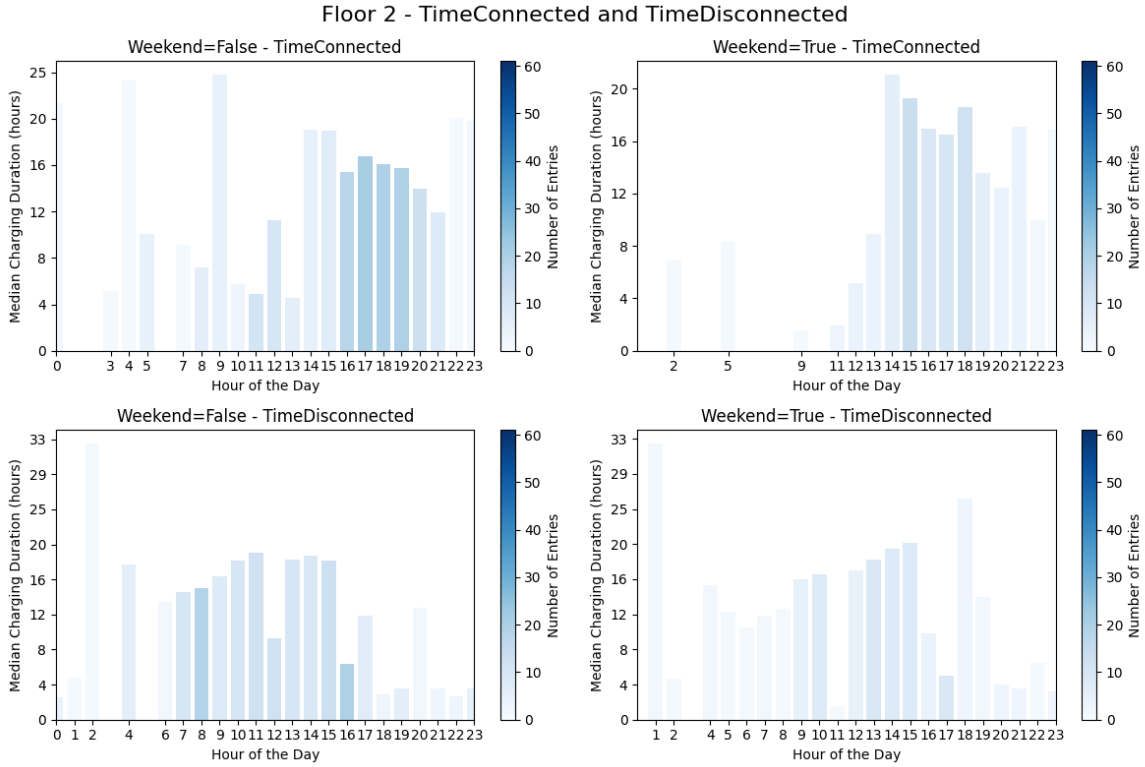 Floor 2 - TimeConnected and TimeDisconnected
Weekend=False - TimeConnected
Median Charging Duration (hours)
25
20
16
12
8
4
0
0 3 4 5 7 8 9 10 11 12 13 14 15 16 17 18 19 20 21 22 23
Hour of the Day
60
50
40
30
20
10
0
Number of Entries
Weekend=True - TimeConnected
Median Charging Duration (hours)
20
16
12
8
4
0
2 5 9 11 12 13 14 15 16 17 18 19 20 21 22 23
Hour of the Day
60
50
40
30
20
10
0
Number of Entries
Weekend=False - TimeDisconnected
Median Charging Duration (hours)
33
29
25
20
16
12
8
4
0
0 1 2 4 6 7 8 9 10 11 12 13 14 15 16 17 18 19 20 21 22 23
Hour of the Day
60
50
40
30
20
10
0
Number of Entries
Weekend=True - TimeDisconnected
Median Charging Duration (hours)
33
29
25
20
16
12
8
4
0
1 2 4 5 6 7 8 9 10 11 12 13 14 15 16 17 18 19 20 21 22 23
Hour of the Day
60
50
40
30
20
10
0
Number of Entries